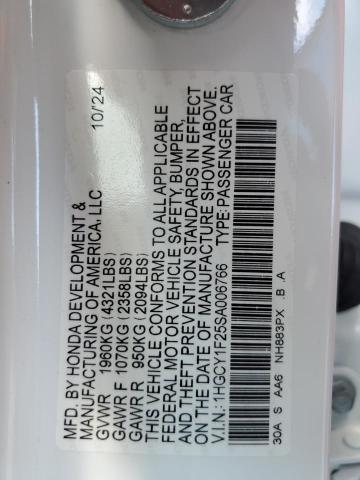 MFD. BY HONDA DEVELOPMENT &
MANUFACTURING OF AMERICA, LLC 10/'24
GVWR 1960KG (4321LBS)
GAWR F 1070KG (2358LBS)
GAWR R 950KG (2094LBS)
THIS VEHICLE CONFORMS TO ALL APPLICABLE
FEDERAL MOTOR VEHICLE SAFETY, BUMPER,
AND THEFT PREVENTION STANDARDS IN EFFECT
ON THE DATE OF MANUFACTURE SHOWN ABOVE.
V.I.N.: 1HGCY1F25SA006766 TYPE: PASSENGER CAR
30A S AA6 NH883PX .B .A